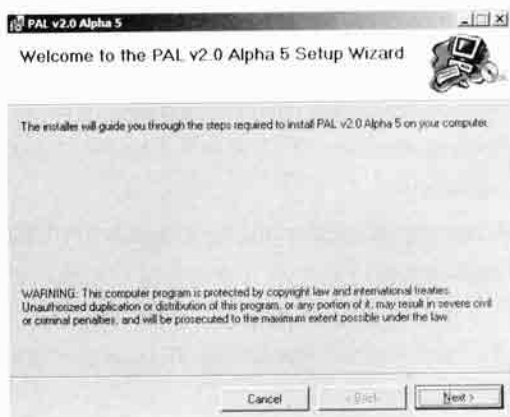 PAL v2.0 Alpha 5
Welcome to the PAL v2.0 Alpha 5 Setup Wizard
The installer will guide you through the steps required to install PAL v2.0 Alpha 5 on your computer.
WARNING: This computer program is protected by copyright law and international treaties.
Unauthorized duplication or distribution of this program, or any portion of it, may result in severe civil
or criminal penalties, and will be prosecuted to the maximum extent possible under the law.
Cancel
< Back
Next >